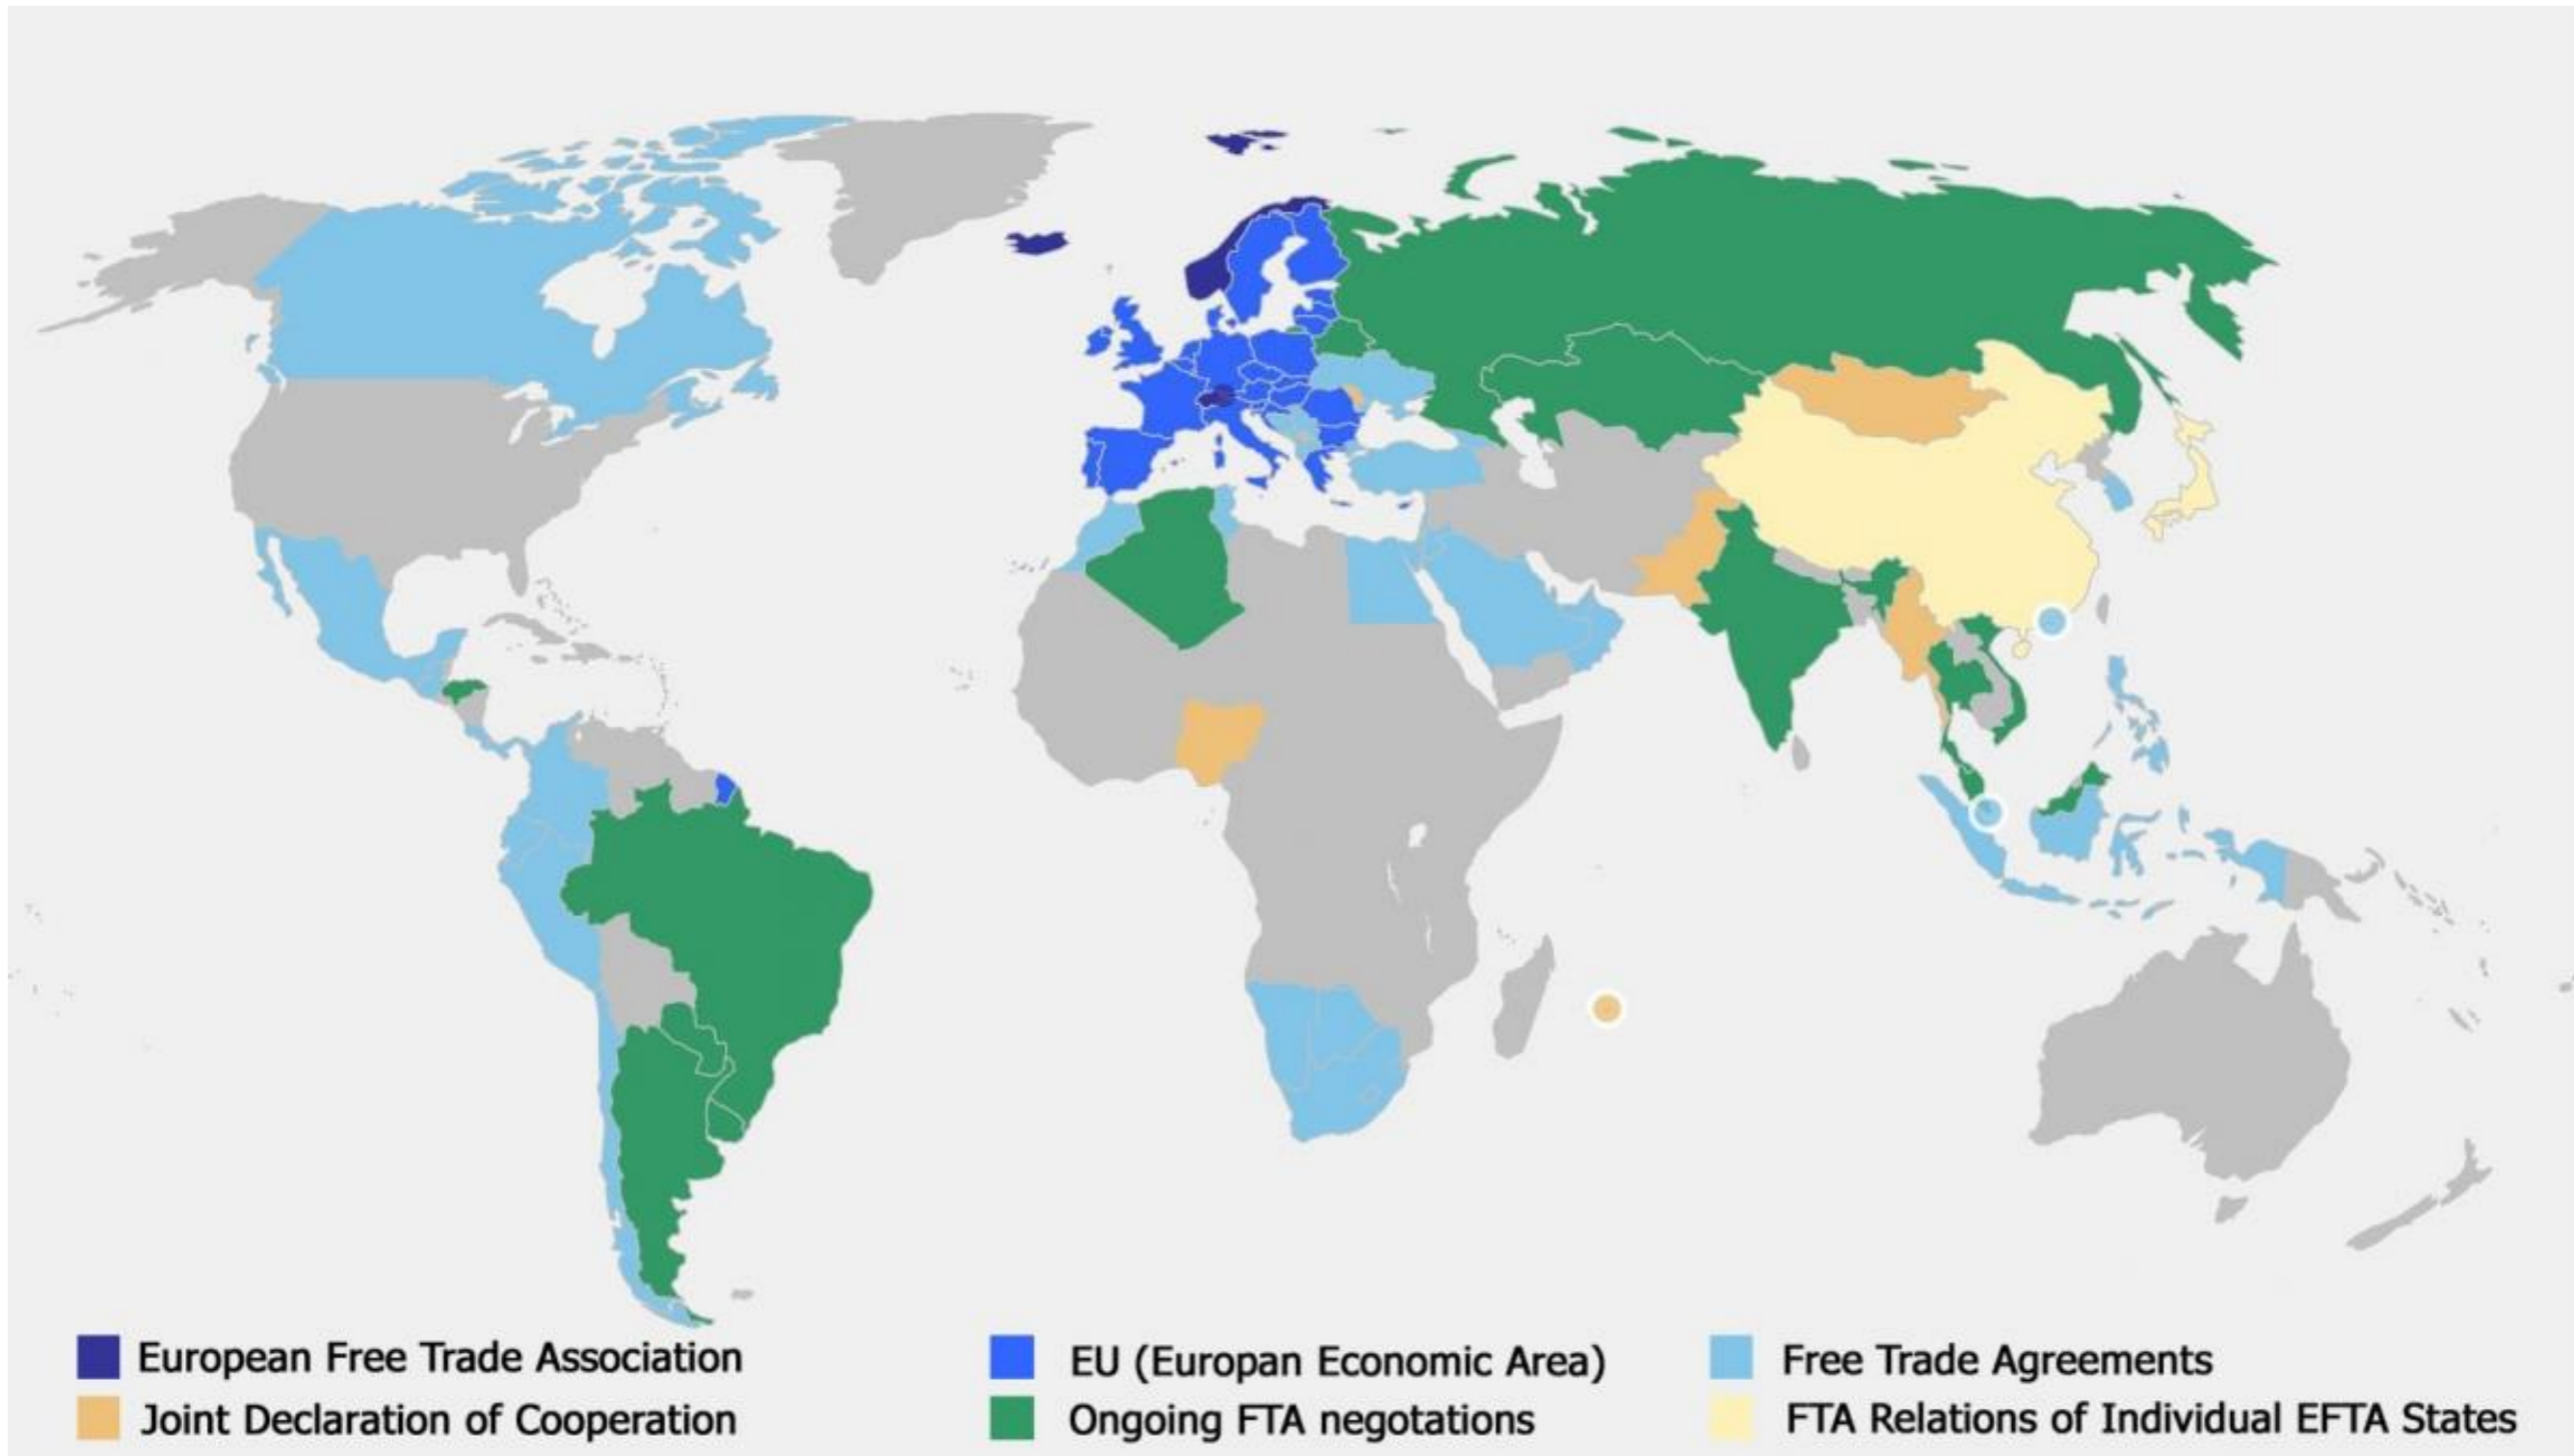 European Free Trade Association
EU (Europan Economic Area)
Free Trade Agreements
Joint Declaration of Cooperation
Ongoing FTA negotations
FTA Relations of Individual EFTA States